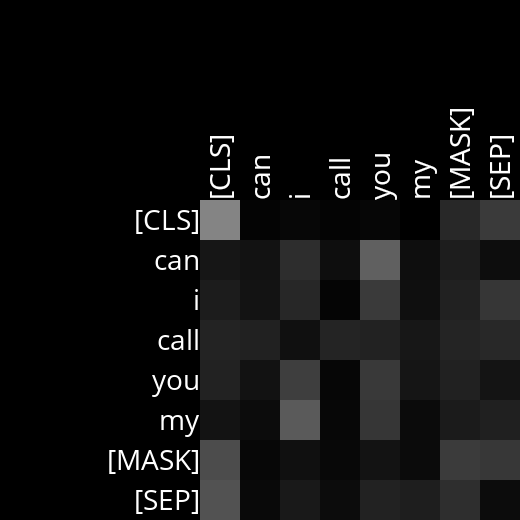 [CLS] can i call you my [MASK] [SEP]
[CLS]
can
i
call
you
my
[MASK]
[SEP]